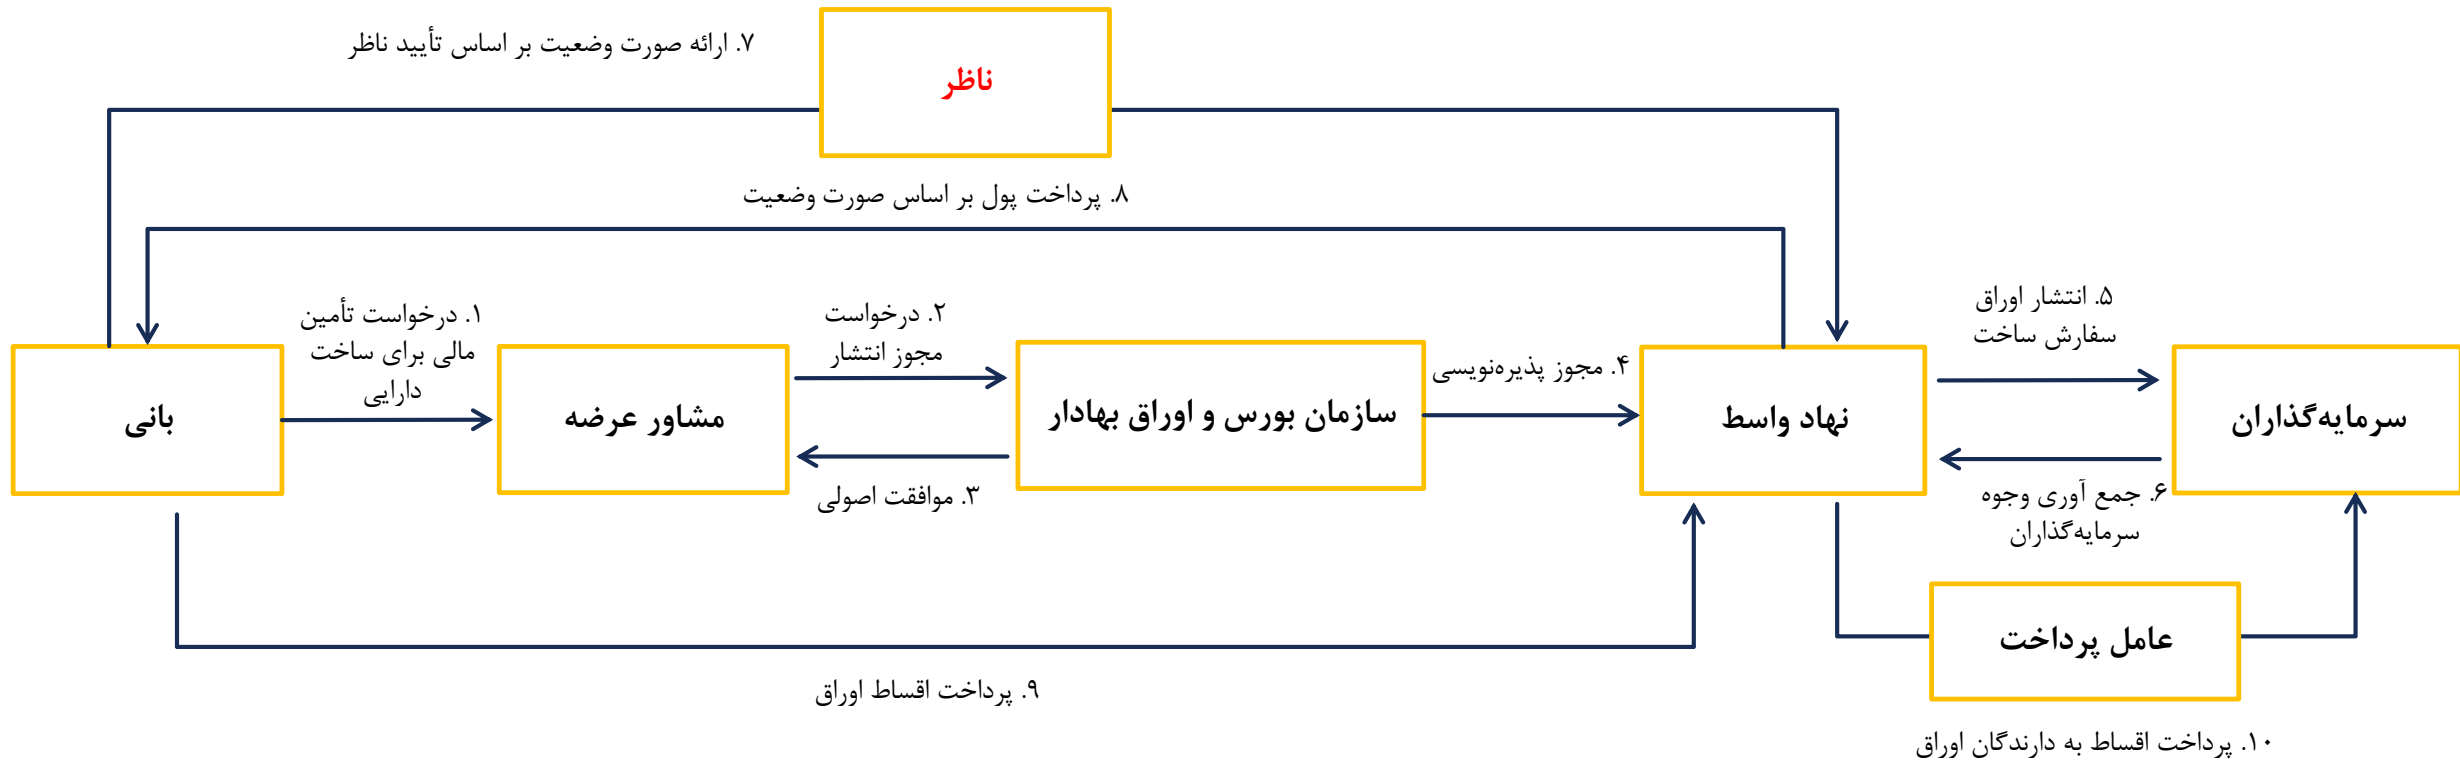 ۷. ارائه صورت وضعیت بر اساس تأیید ناظر
ناظر
۸. پرداخت پول بر اساس صورت وضعیت
۱. درخواست تأمین
مالی برای ساخت
دارایی
۲. درخواست
مجوز انتشار
۳. موافقت اصولی
۴. مجوز پذیره‌نویسی
۵. انتشار اوراق
سفارش ساخت
۶. جمع آوری وجوه
سرمایه‌گذاران
بانی
مشاور عرضه
سازمان بورس و اوراق بهادار
نهاد واسط
سرمایه‌گذاران
عامل پرداخت
۹. پرداخت اقساط اوراق
۱۰. پرداخت اقساط به دارندگان اوراق